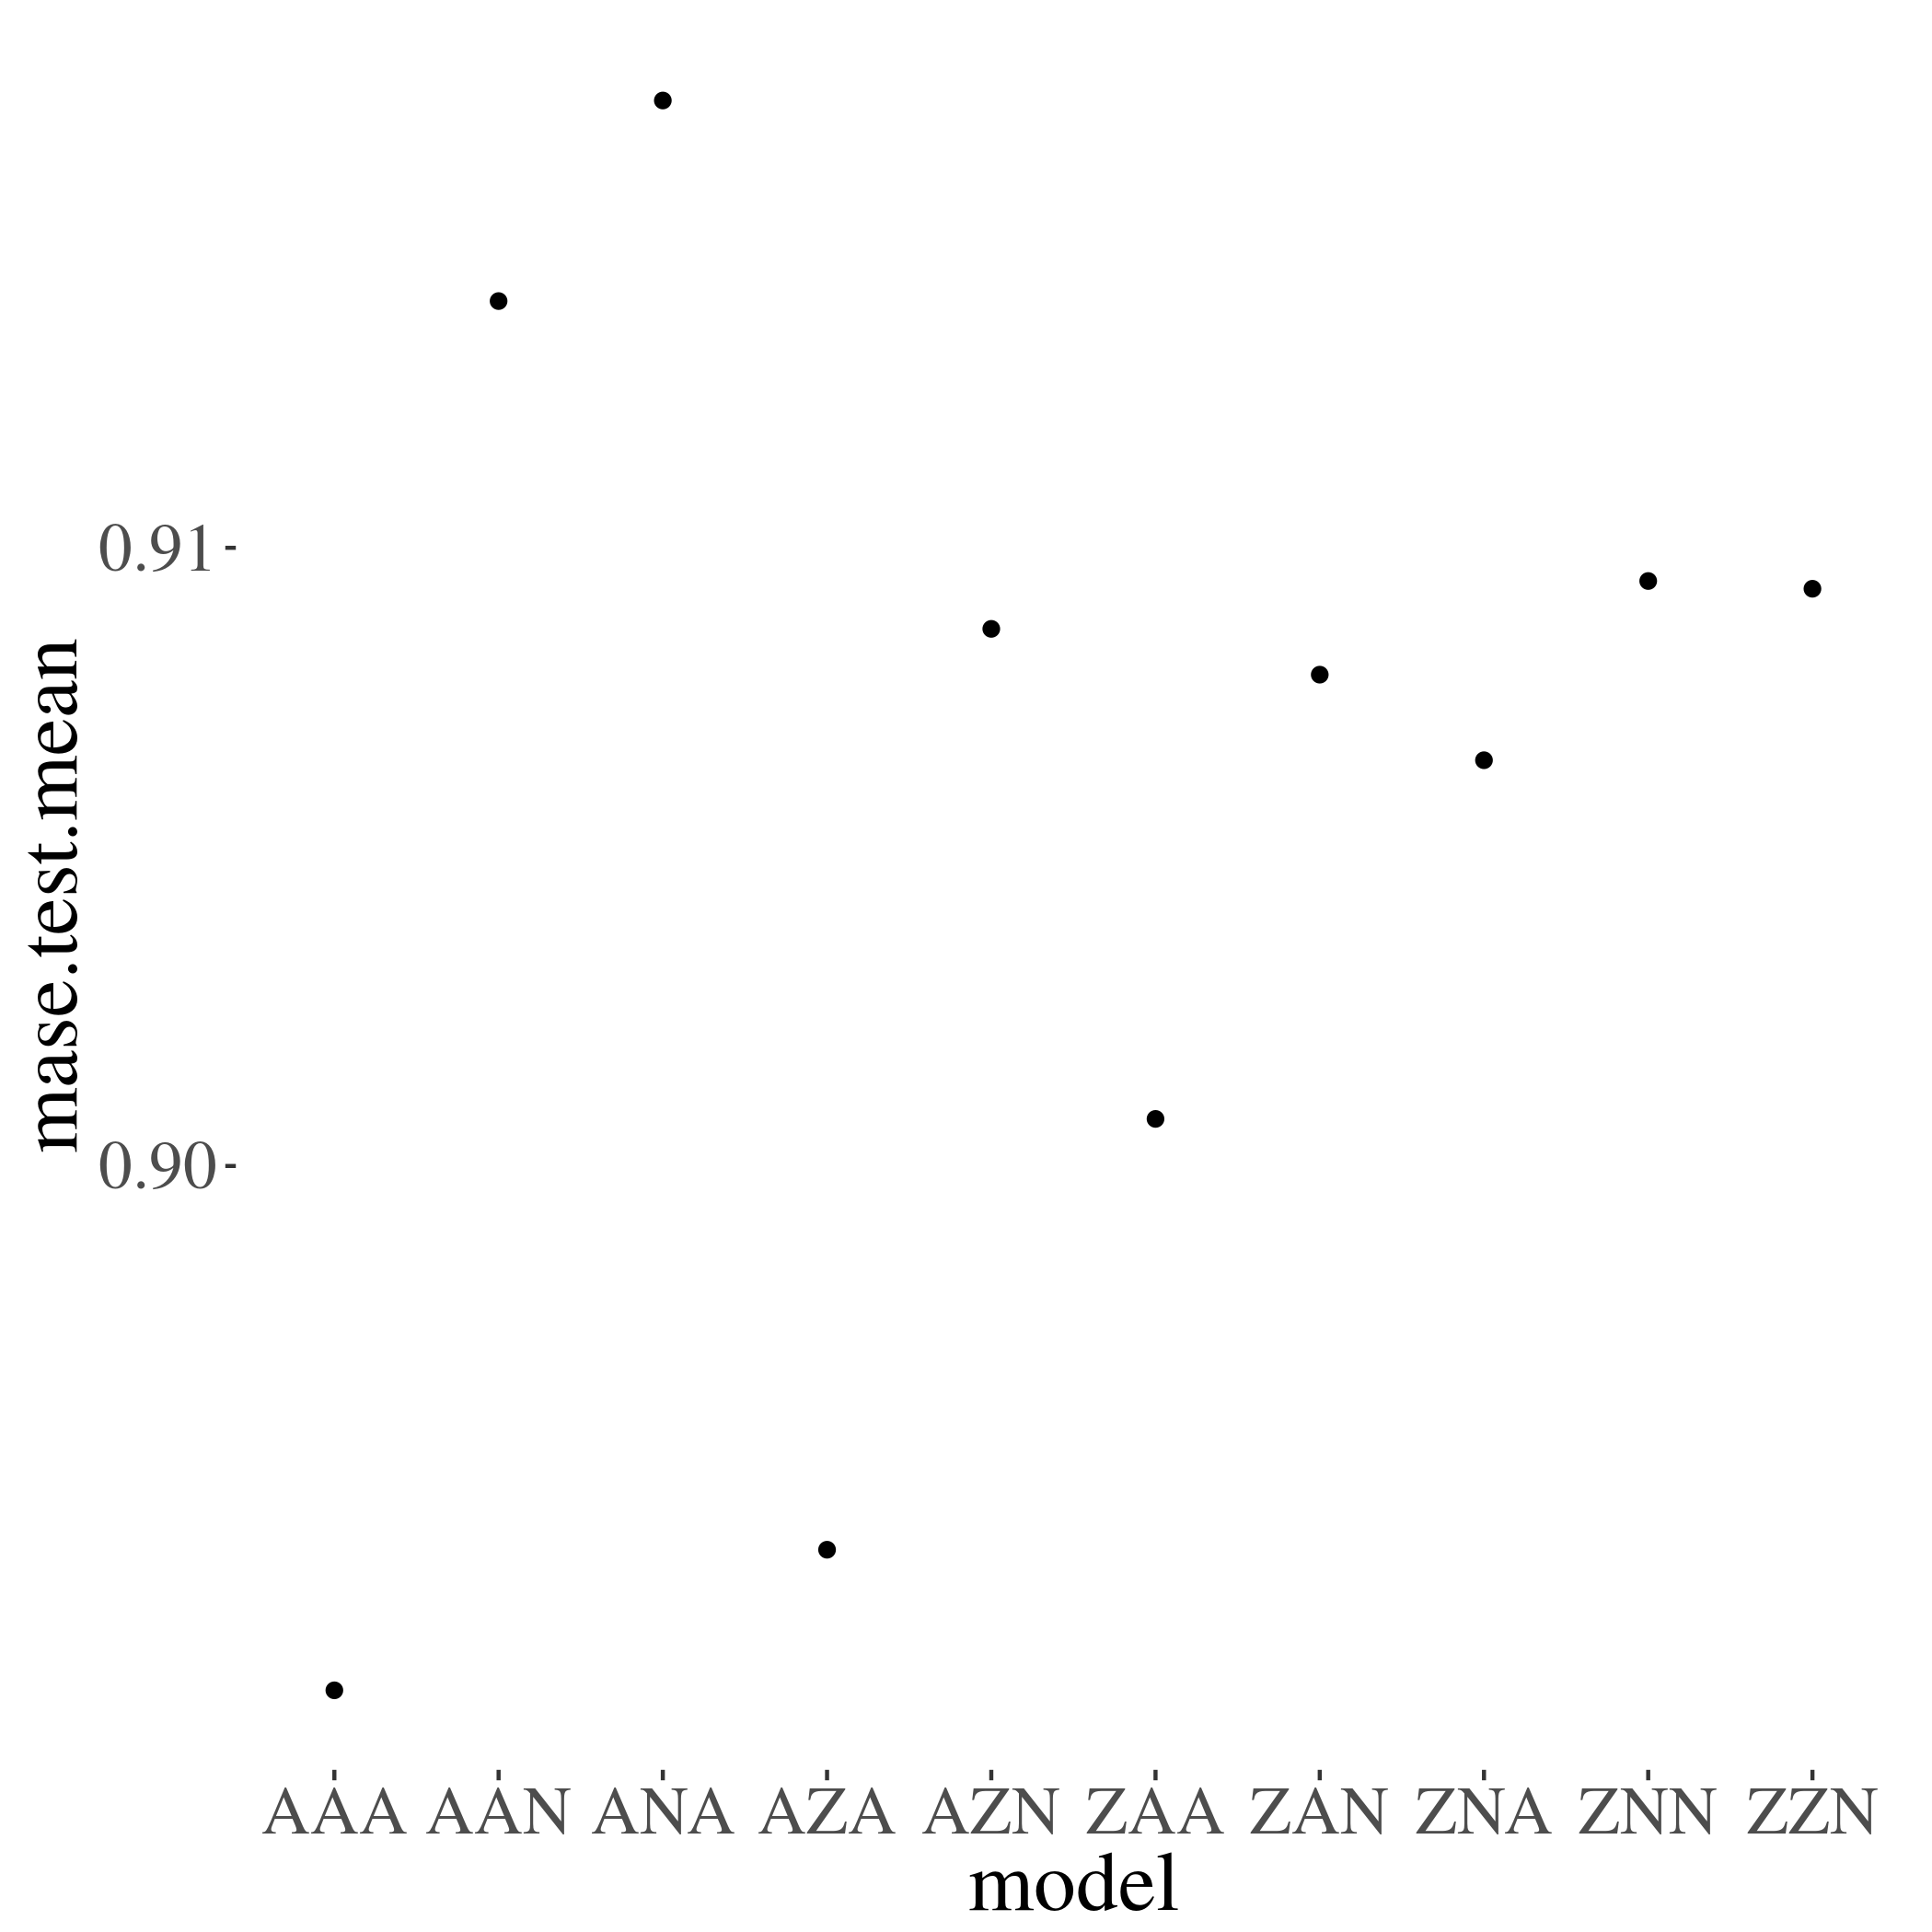 mase.test.mean
0.91
0.90
AAA AAN ANA AZA AZN ZAA ZAN ZNA ZNN ZZN
model